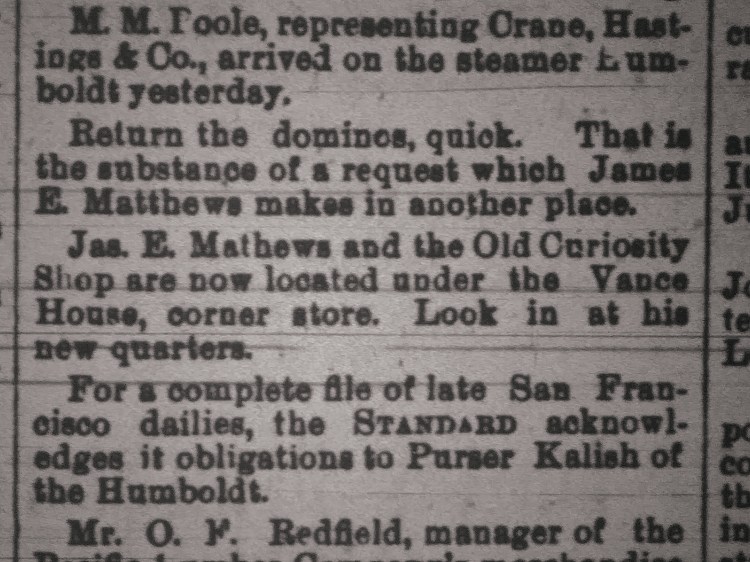 M. M. Poole, representing Crane, Hast-
ings & Co., arrived on the steamer Hum-
boldt yesterday.
Return the dominos, quick. That is
the substance of a request which James
E. Matthews makes in another place.
Jas. E. Mathews and the Old Curiosity
Shop are now located under the Vance
House, corner store. Look in at his
new quarters.
For a complete file of late San Fran-
cisco dailies, the STANDARD acknowl-
edges it obligations to Purser Kalish of
the Humboldt.
Mr. O. F. Redfield, manager of the